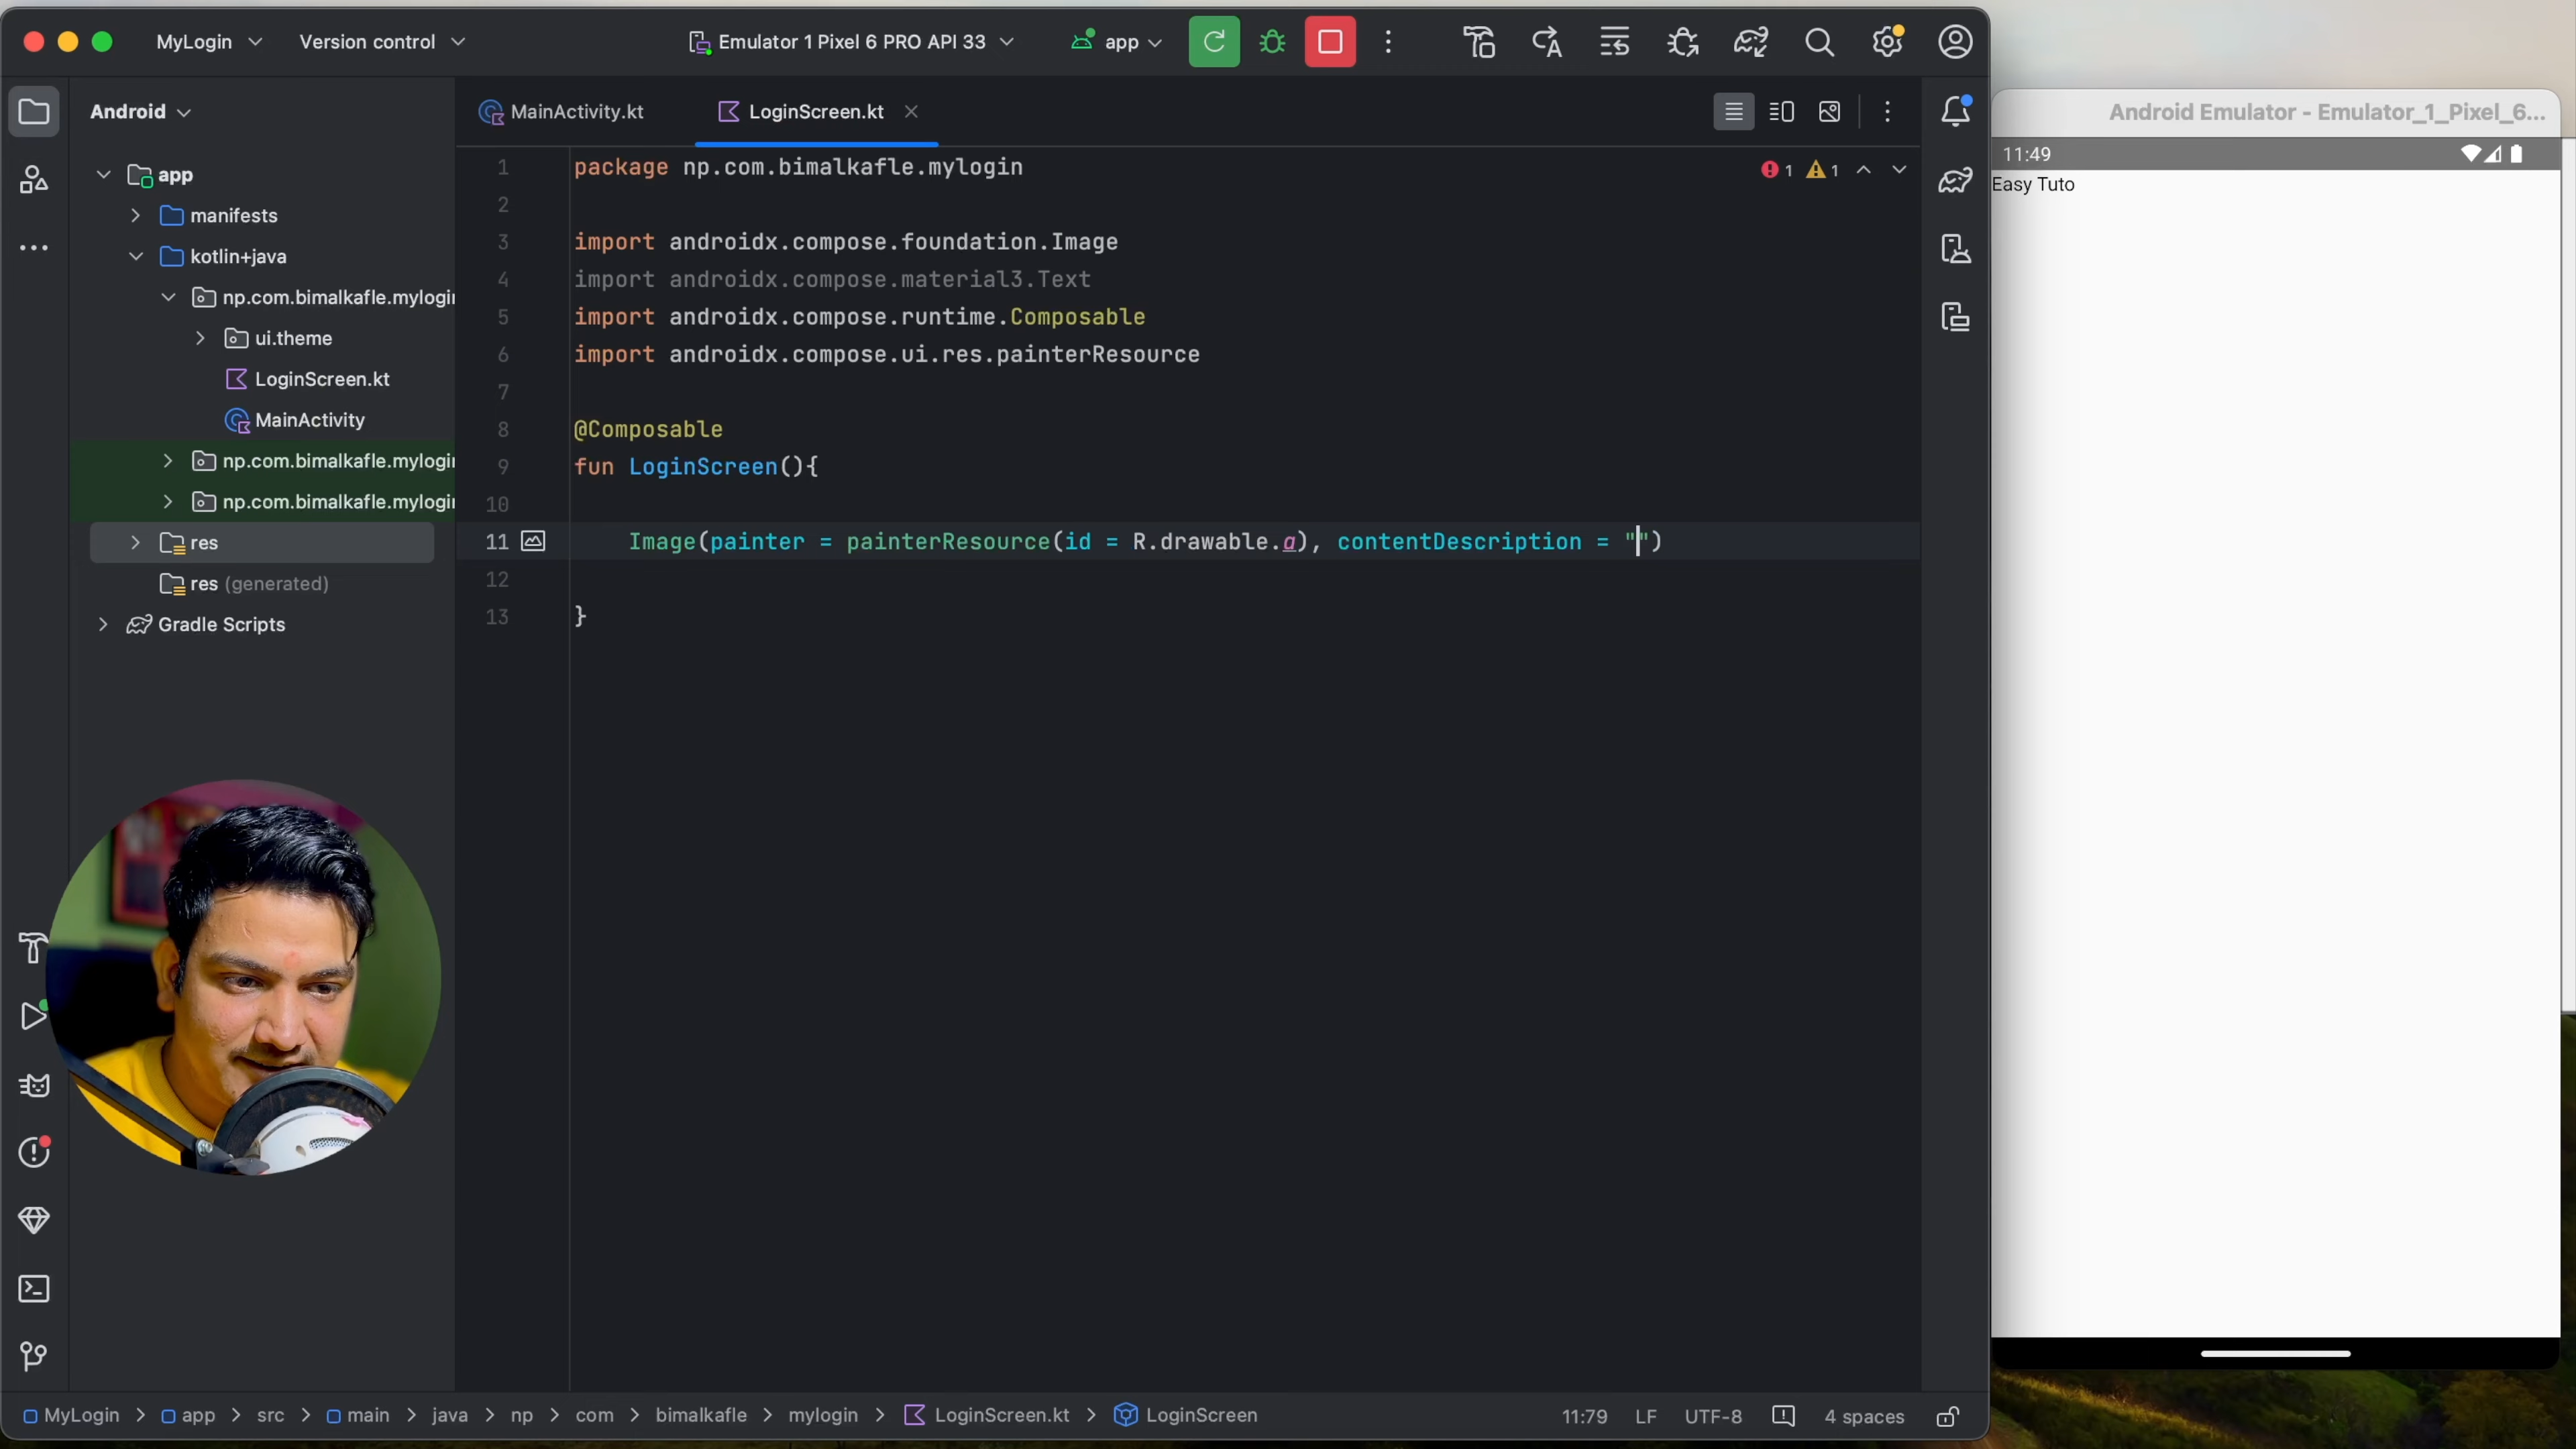 MyLogin
Version control
Emulator 1 Pixel 6 PRO API 33
app
Android
MainActivity.kt
LoginScreen.kt
app
manifests
kotlin+java
np.com.bimalkafle.mylogin
ui.theme
LoginScreen.kt
MainActivity
np.com.bimalkafle.mylogin
np.com.bimalkafle.mylogin
res
res (generated)
Gradle Scripts
1 package np.com.bimalkafle.mylogin
2
3 import androidx.compose.foundation.Image
4 import androidx.compose.material3.Text
5 import androidx.compose.runtime.Composable
6 import androidx.compose.ui.res.painterResource
7
8 @Composable
9 fun LoginScreen(){
10
11 Image(painter = painterResource(id = R.drawable.a), contentDescription = "")
12
13 }
1 1
Android Emulator - Emulator_1_Pixel_6...
11:49
Easy Tuto
MyLogin > app > src > main > java > np > com > bimalkafle > mylogin > LoginScreen.kt > LoginScreen
11:79 LF UTF-8 4 spaces